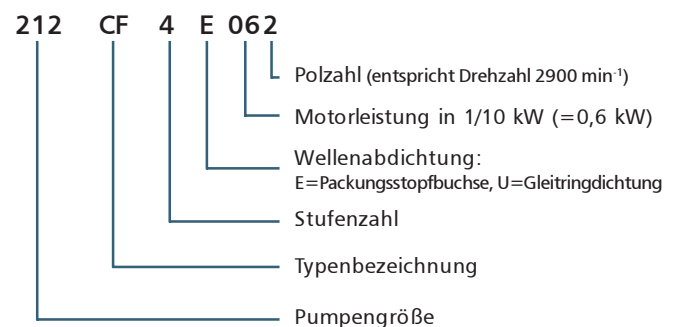 212 CF 4 E 062
Polzahl (entspricht Drehzahl 2900 min⁻¹)
Motorleistung in 1/10 kW (=0,6 kW)
Wellenabdichtung:
E=Packungsstopfbuchse, U=Gleitringdichtung
Stufenzahl
Typenbezeichnung
Pumpengröße